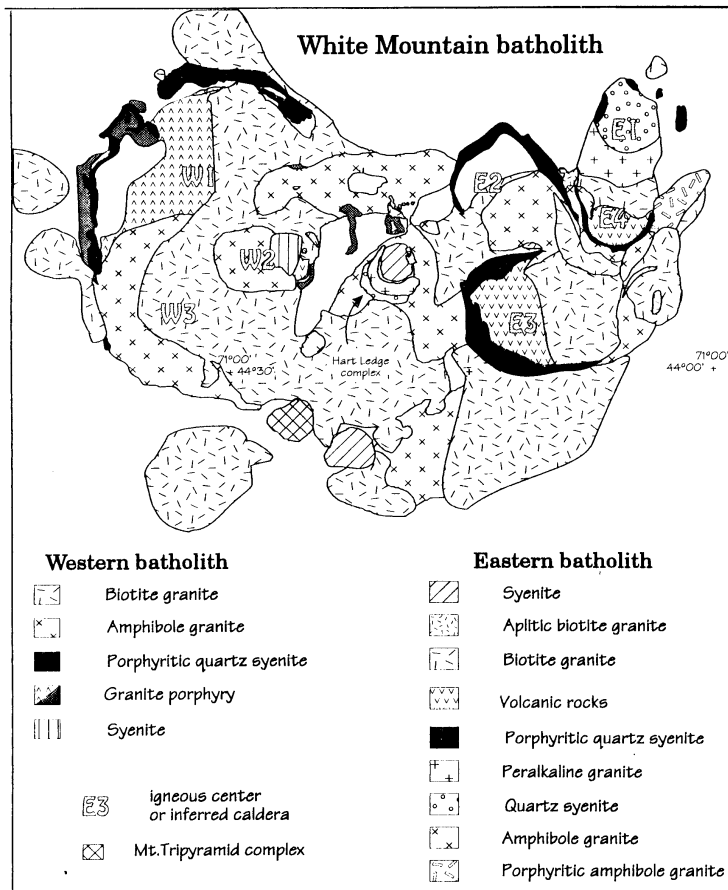 White Mountain batholith
E1
W1
E2
E4
W2
W3
E3
71°00'
+ 44°30'
Hart Ledge
complex
71°00'
44°00' +
Western batholith
Biotite granite
Amphibole granite
Porphyritic quartz syenite
Granite porphyry
Syenite
E3
igneous center
or inferred caldera
Mt.Tripyramid complex
Eastern batholith
Syenite
Aplitic biotite granite
Biotite granite
Volcanic rocks
Porphyritic quartz syenite
Peralkaline granite
Quartz syenite
Amphibole granite
Porphyritic amphibole granite